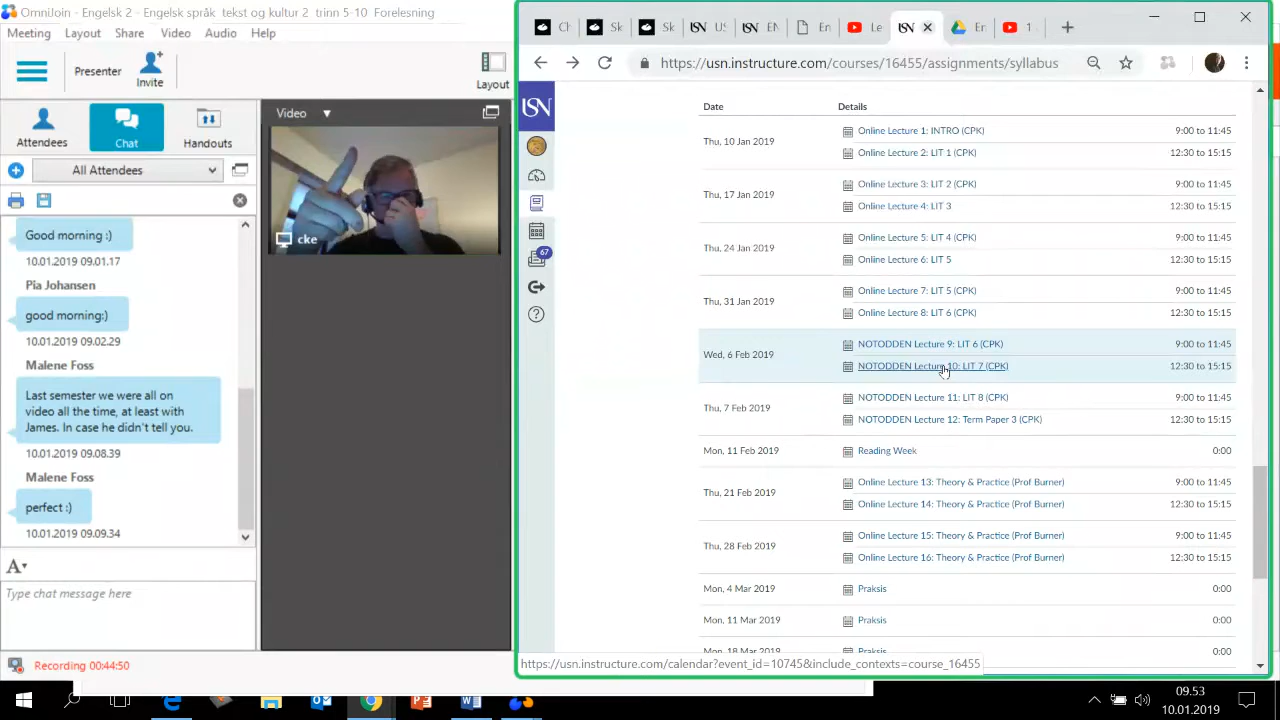 OmniJoin - Engelsk 2 - Engelsk språk tekst og kultur 2 trinn 5-10 Forelesning
Meeting Layout Share Video Audio Help
Presenter
Invite
Layout
Attendees
Chat
Handouts
All Attendees
Good morning :)
10.01.2019 09.01.17
Pia Johansen
good morning:)
10.01.2019 09.02.29
Malene Foss
Last semester we were all on
video all the time, at least with
James. In case he didn't tell you.
10.01.2019 09.08.39
Malene Foss
perfect :)
10.01.2019 09.09.34
A
Type chat message here
Recording 00:44:50
Video
cke
Ch
Sk
Sk
USN
US
USN
EN
En
Le
USN
En
T
https://usn.instructure.com/courses/16455/assignments/syllabus
USN
67
Date Details
Thu, 10 Jan 2019
Online Lecture 1: INTRO (CPK) 9:00 to 11:45
Online Lecture 2: LIT 1 (CPK) 12:30 to 15:15
Thu, 17 Jan 2019
Online Lecture 3: LIT 2 (CPK) 9:00 to 11:45
Online Lecture 4: LIT 3 12:30 to 15:15
Thu, 24 Jan 2019
Online Lecture 5: LIT 4 (CPK) 9:00 to 11:45
Online Lecture 6: LIT 5 12:30 to 15:15
Thu, 31 Jan 2019
Online Lecture 7: LIT 5 (CPK) 9:00 to 11:45
Online Lecture 8: LIT 6 (CPK) 12:30 to 15:15
Wed, 6 Feb 2019
NOTODDEN Lecture 9: LIT 6 (CPK) 9:00 to 11:45
NOTODDEN Lecture 10: LIT 7 (CPK) 12:30 to 15:15
Thu, 7 Feb 2019
NOTODDEN Lecture 11: LIT 8 (CPK) 9:00 to 11:45
NOTODDEN Lecture 12: Term Paper 3 (CPK) 12:30 to 15:15
Mon, 11 Feb 2019 Reading Week 0:00
Thu, 21 Feb 2019
Online Lecture 13: Theory & Practice (Prof Burner) 9:00 to 11:45
Online Lecture 14: Theory & Practice (Prof Burner) 12:30 to 15:15
Thu, 28 Feb 2019
Online Lecture 15: Theory & Practice (Prof Burner) 9:00 to 11:45
Online Lecture 16: Theory & Practice (Prof Burner) 12:30 to 15:15
Mon, 4 Mar 2019 Praksis 0:00
Mon, 11 Mar 2019 Praksis 0:00
Mon, 18 Mar 2019 Praksis 0:00
https://usn.instructure.com/calendar?event_id=10745&include_contexts=course_16455
09.53
10.01.2019